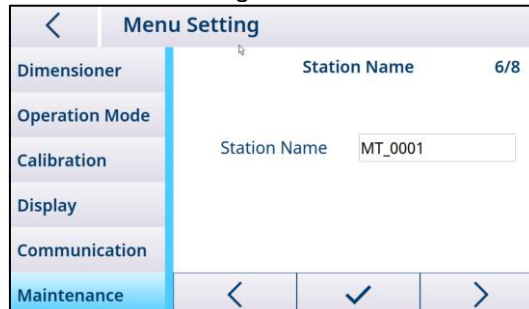 Menu Setting
Dimensioner
Operation Mode
Calibration
Display
Communication
Maintenance
Station Name 6/8
Station Name MT_0001